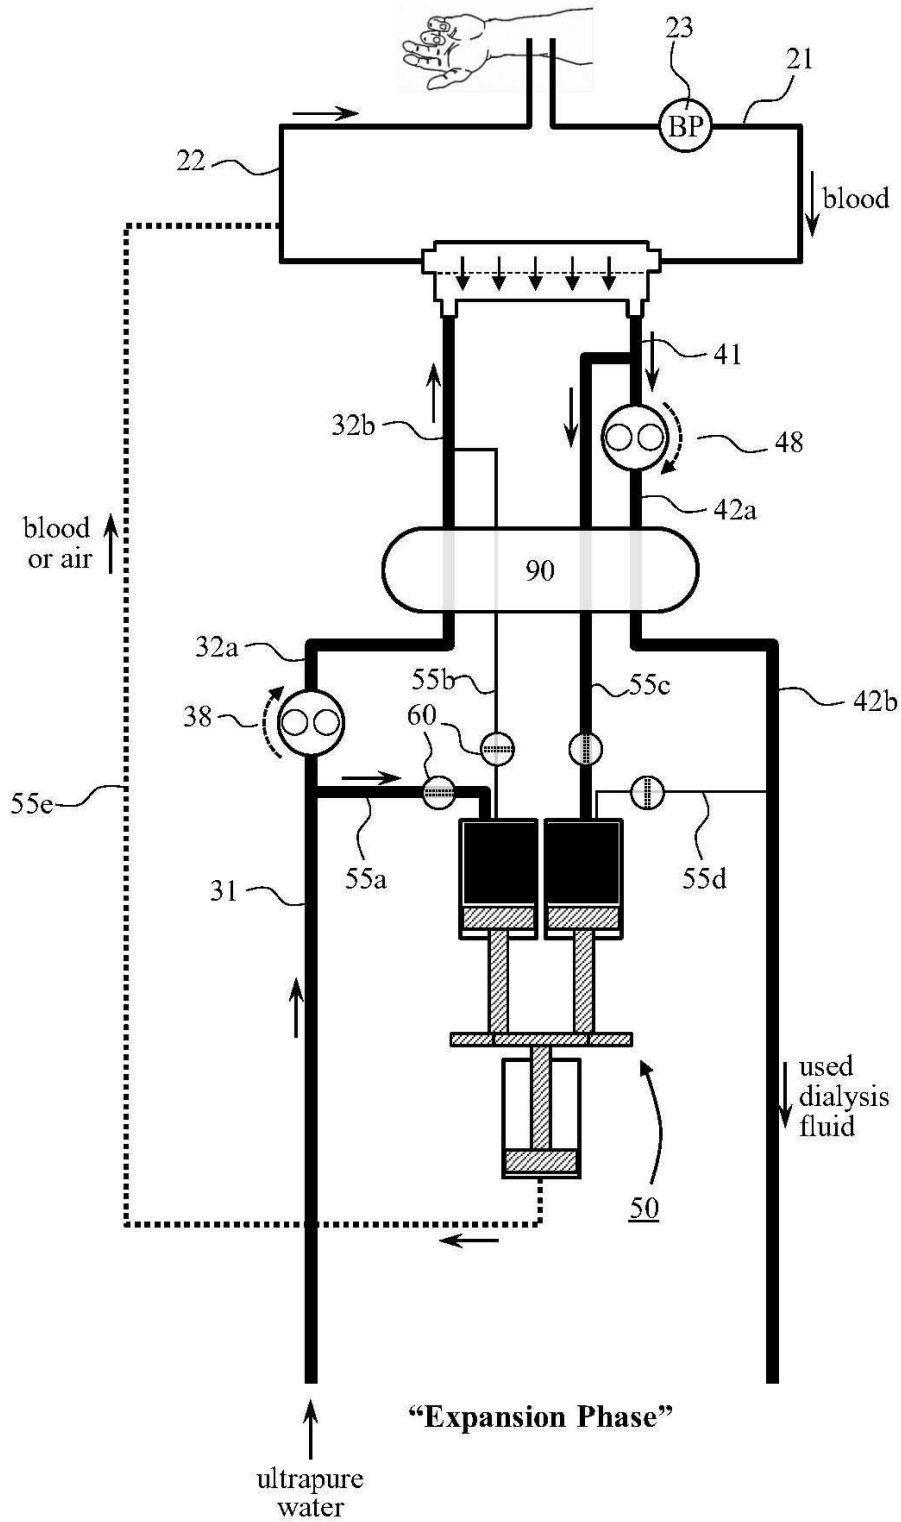 23
21
BP
22
blood
41
32b
48
42a
blood
or air
90
32a
55b
55c
42b
38
60
55e
55a
55d
31
used
dialysis
fluid
50
“Expansion Phase”
ultrapure
water